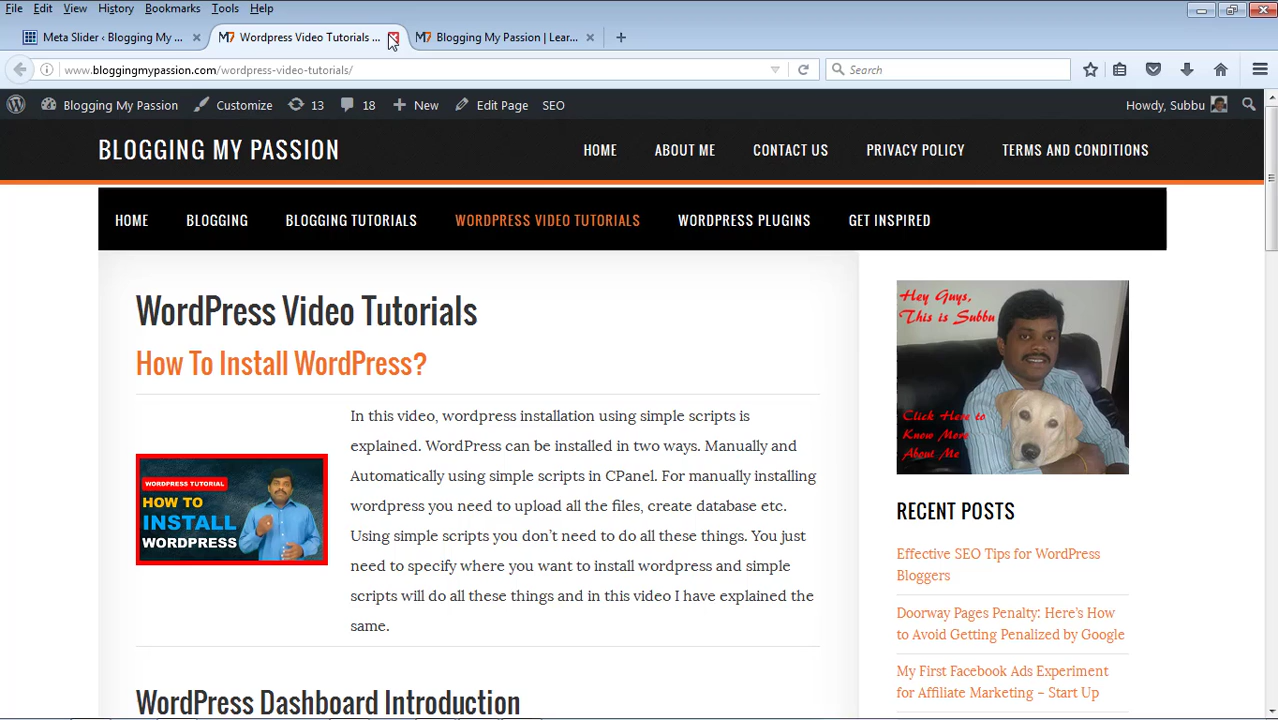 File Edit View History Bookmarks Tools Help
Meta Slider ‹ Blogging My ...
Wordpress Video Tutorials ...
Blogging My Passion | Lear...
www.bloggingmypassion.com/wordpress-video-tutorials/
Search
Blogging My Passion Customize 13 18 New Edit Page SEO Howdy, Subbu
BLOGGING MY PASSION
HOME ABOUT ME CONTACT US PRIVACY POLICY TERMS AND CONDITIONS
HOME BLOGGING BLOGGING TUTORIALS WORDPRESS VIDEO TUTORIALS WORDPRESS PLUGINS GET INSPIRED
WordPress Video Tutorials
How To Install WordPress?
WORDPRESS TUTORIAL
HOW TO
INSTALL
WORDPRESS
In this video, wordpress installation using simple scripts is
explained. WordPress can be installed in two ways. Manually and
Automatically using simple scripts in CPanel. For manually installing
wordpress you need to upload all the files, create database etc.
Using simple scripts you don't need to do all these things. You just
need to specify where you want to install wordpress and simple
scripts will do all these things and in this video I have explained the
same.
WordPress Dashboard Introduction
Hey Guys,
This is Subbu
Click Here to
Know More
About Me
RECENT POSTS
Effective SEO Tips for WordPress
Bloggers
Doorway Pages Penalty: Here's How
to Avoid Getting Penalized by Google
My First Facebook Ads Experiment
for Affiliate Marketing – Start Up